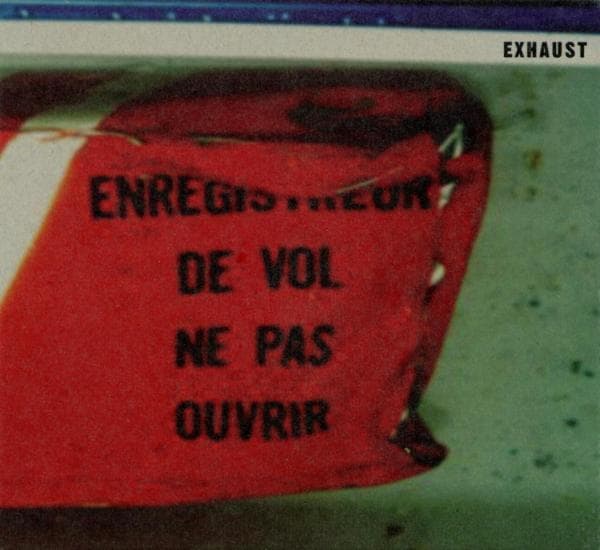 EXHAUST
ENREGISTREUR
DE VOL
NE PAS
OUVRIR